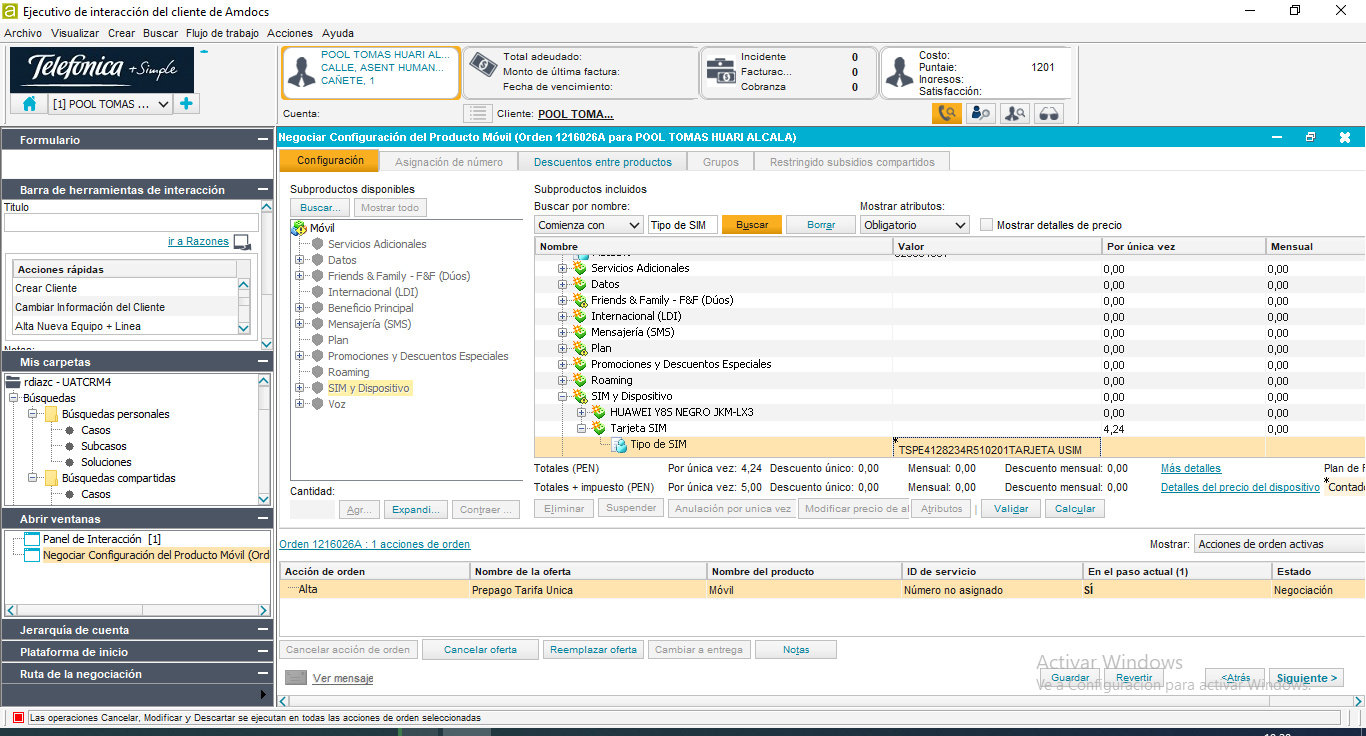 Ejecutivo de interacción del cliente de Amdocs
Archivo Visualizar Crear Buscar Flujo de trabajo Acciones Ayuda
Telefónica +Simple
[1] POOL TOMAS ...
POOL TOMAS HUARI AL...
CALLE, ASENT HUMAN...
CAÑETE, 1
Total adeudado:
Monto de última factura:
Fecha de vencimiento:
Incidente 0
Facturac... 0
Cobranza 0
Costo:
Puntaie: 1201
Ingresos:
Satisfacción:
Cuenta:
Cliente: POOL TOMA...
Formulario
Barra de herramientas de interacción
Título
ir a Razones
Acciones rápidas
Crear Cliente
Cambiar Información del Cliente
Alta Nueva Equipo + Linea
Notas:
Mis carpetas
rdiazc - UATCRM4
Búsquedas
Búsquedas personales
Casos
Subcasos
Soluciones
Búsquedas compartidas
Casos
Abrir ventanas
Panel de Interacción [1]
Negociar Configuración del Producto Móvil (Ord
Jerarquía de cuenta
Plataforma de inicio
Ruta de la negociación
Negociar Configuración del Producto Móvil (Orden 1216026A para POOL TOMAS HUARI ALCALA)
Configuración Asignación de número Descuentos entre productos Grupos Restringido subsidios compartidos
Subproductos disponibles
Buscar... Mostrar todo
Móvil
Servicios Adicionales
Datos
Friends & Family - F&F (Dúos)
Internacional (LDI)
Beneficio Principal
Mensajería (SMS)
Plan
Promociones y Descuentos Especiales
Roaming
SIM y Dispositivo
Voz
Cantidad:
Agr... Expandi... Contraer ...
Subproductos incluidos
Buscar por nombre: Mostrar atributos:
Comienza con Tipo de SIM Buscar Borrar Obligatorio Mostrar detalles de precio
Nombre Valor Por única vez Mensual
Servicios Adicionales 0,00 0,00
Datos 0,00 0,00
Friends & Family - F&F (Dúos) 0,00 0,00
Internacional (LDI) 0,00 0,00
Mensajería (SMS) 0,00 0,00
Plan 0,00 0,00
Promociones y Descuentos Especiales 0,00 0,00
Roaming 0,00 0,00
SIM y Dispositivo 0,00 0,00
HUAWEI Y8S NEGRO JKM-LX3 0,00 0,00
Tarjeta SIM 4,24 0,00
Tipo de SIM *TSPE4128234R510201TARJETA USIM
Totales (PEN) Por única vez: 4,24 Descuento único: 0,00 Mensual: 0,00 Descuento mensual: 0,00 Más detalles Plan de F
Totales + impuesto (PEN) Por única vez: 5,00 Descuento único: 0,00 Mensual: 0,00 Descuento mensual: 0,00 Detalles del precio del dispositivo *Contado
Eliminar Suspender Anulación por unica vez Modificar precio de al Atributos | Validar Calcular
Orden 1216026A : 1 acciones de orden
Mostrar: Acciones de orden activas
Acción de orden Nombre de la oferta Nombre del producto ID de servicio En el paso actual (1) Estado
Alta Prepago Tarifa Unica Móvil Número no asignado SÍ Negociación
Cancelar acción de orden Cancelar oferta Reemplazar oferta Cambiar a entrega Notas
Ver mensaje
Activar Windows
Ve a Configuración para activar Windows.
Guardar Revertir <Atrás Siguiente >
Las operaciones Cancelar, Modificar y Descartar se ejecutan en todas las acciones de orden seleccionadas